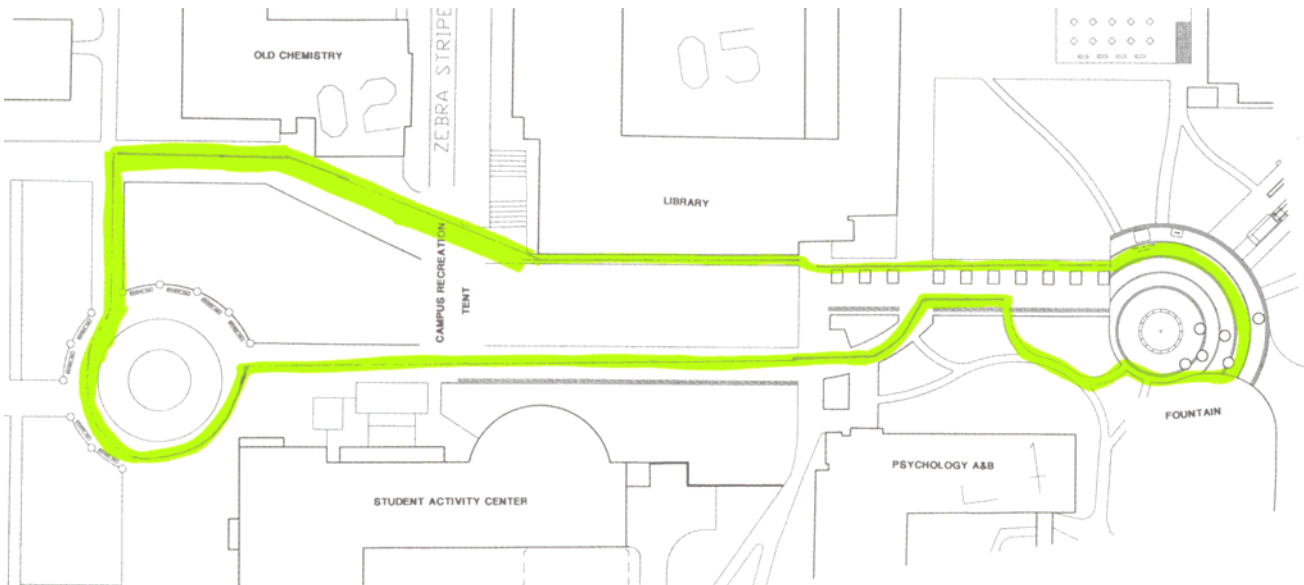 OLD CHEMISTRY
02
ZEBRA STRIPE
05
LIBRARY
CAMPUS RECREATION
TENT
FOUNTAIN
PSYCHOLOGY A&B
STUDENT ACTIVITY CENTER